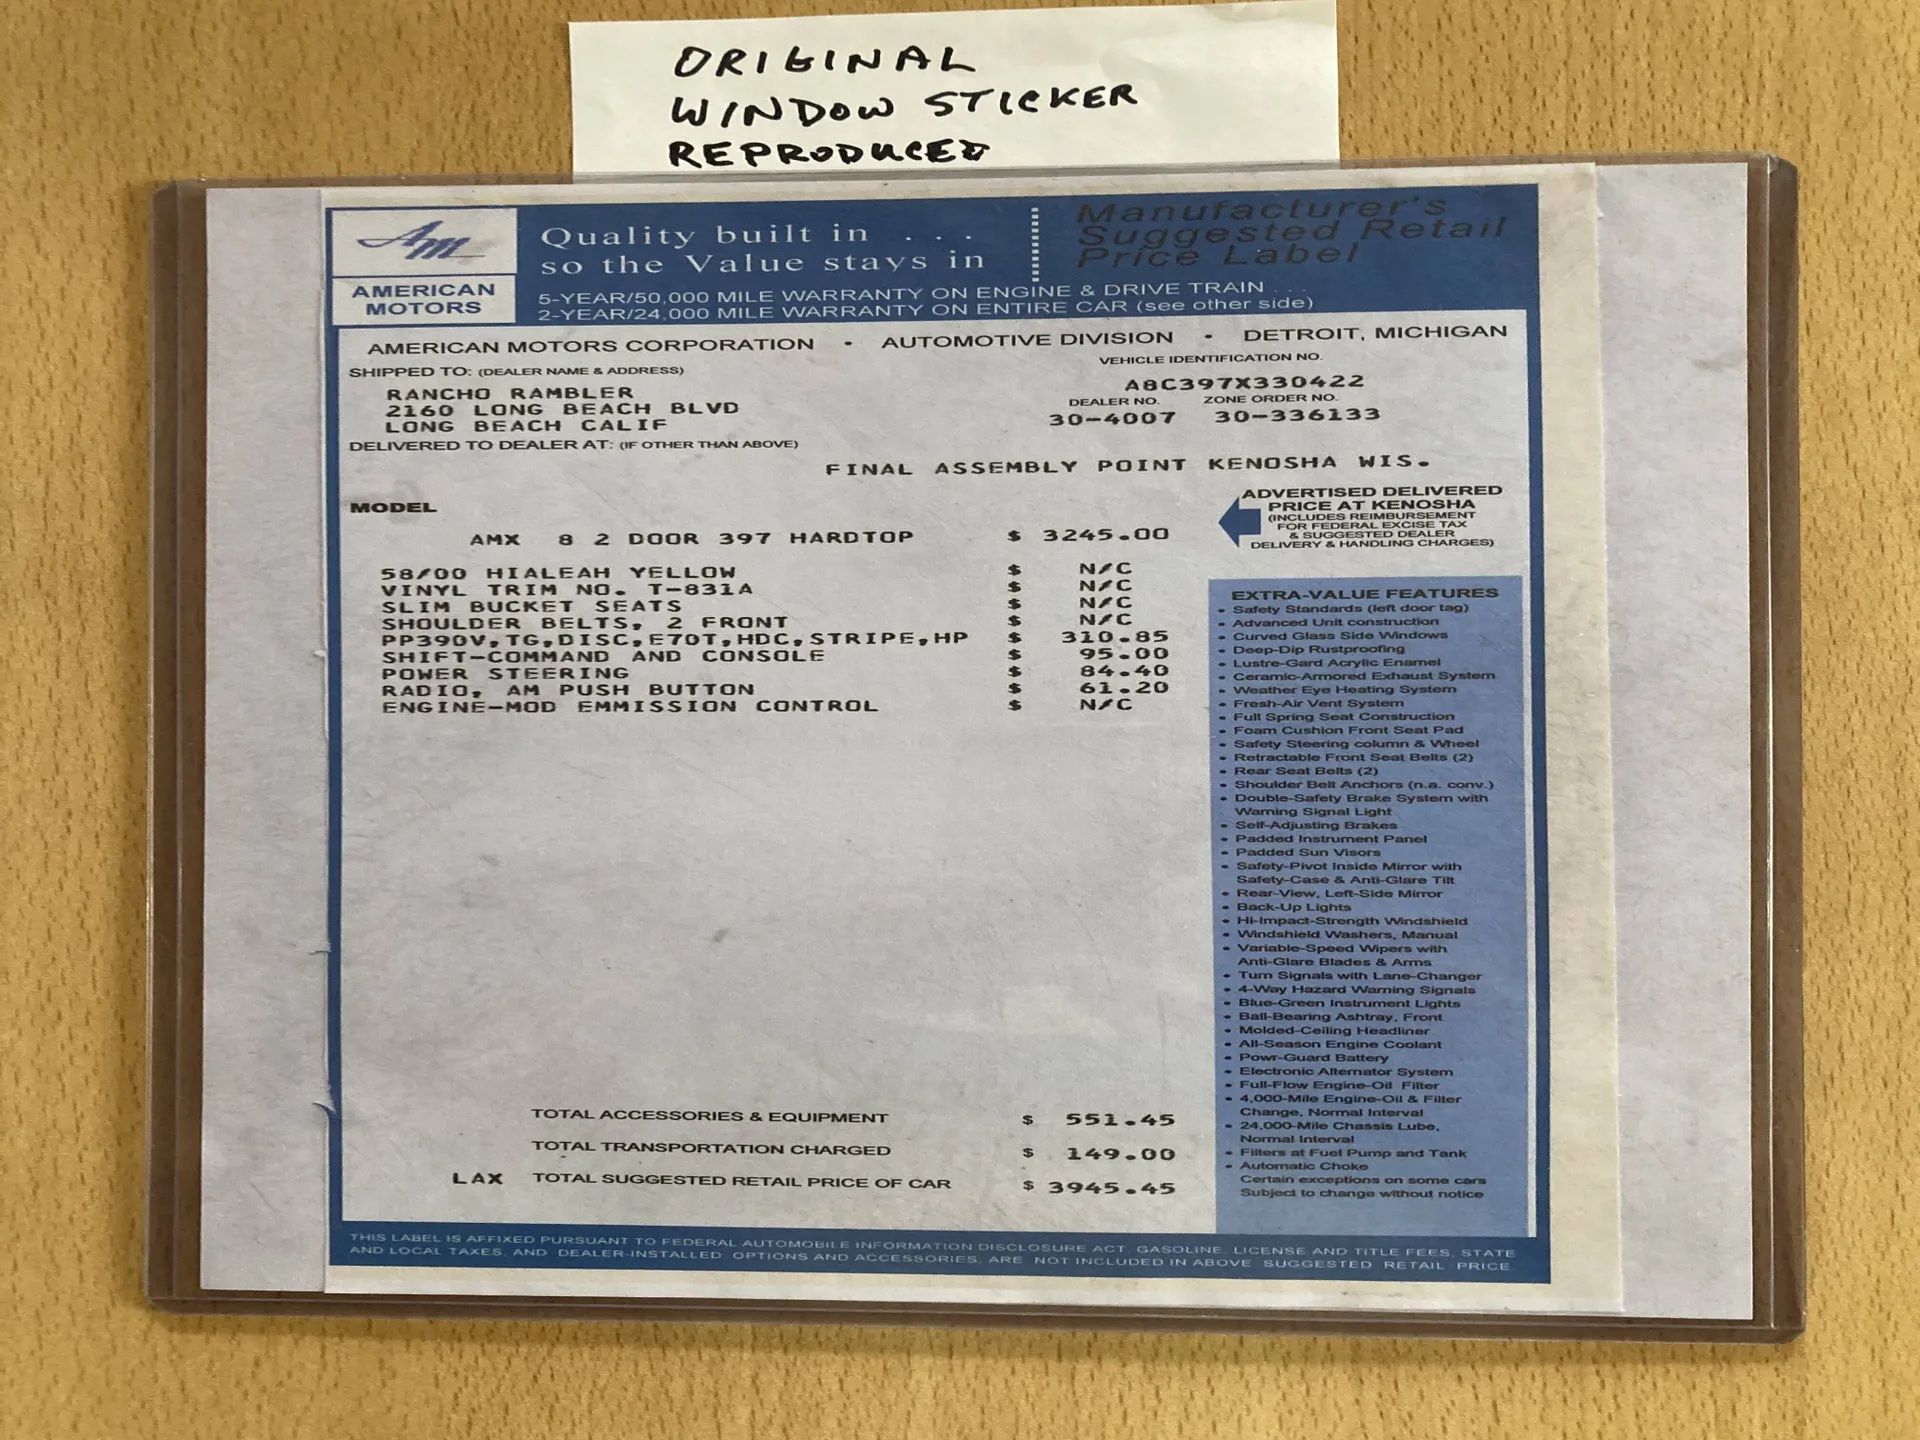 ORIGINAL
WINDOW STICKER
REPRODUCED
AM
AMERICAN
MOTORS
Quality built in . . .
so the Value stays in
Manufacturer's
Suggested Retail
Price Label
5-YEAR/50,000 MILE WARRANTY ON ENGINE & DRIVE TRAIN . . .
2-YEAR/24,000 MILE WARRANTY ON ENTIRE CAR (see other side)
AMERICAN MOTORS CORPORATION • AUTOMOTIVE DIVISION • DETROIT, MICHIGAN
SHIPPED TO: (DEALER NAME & ADDRESS)
RANCHO RAMBLER
2160 LONG BEACH BLVD
LONG BEACH CALIF
VEHICLE IDENTIFICATION NO.
A8C397X330422
DEALER NO. ZONE ORDER NO.
30-4007 30-336133
DELIVERED TO DEALER AT: (IF OTHER THAN ABOVE)
FINAL ASSEMBLY POINT KENOSHA WIS.
MODEL
AMX 8 2 DOOR 397 HARDTOP $ 3245.00
ADVERTISED DELIVERED
PRICE AT KENOSHA
(INCLUDES REIMBURSEMENT
FOR FEDERAL EXCISE TAX
& SUGGESTED DEALER
DELIVERY & HANDLING CHARGES)
58/00 HIALEAH YELLOW $ N/C
VINYL TRIM NO. T-831A $ N/C
SLIM BUCKET SEATS $ N/C
SHOULDER BELTS, 2 FRONT $ N/C
PP390V,TG,DISC,E70T,HDC,STRIPE,HP $ 310.85
SHIFT-COMMAND AND CONSOLE $ 95.00
POWER STEERING $ 84.40
RADIO, AM PUSH BUTTON $ 61.20
ENGINE-MOD EMMISSION CONTROL $ N/C
EXTRA-VALUE FEATURES
• Safety Standards (left door tag)
• Advanced Unit construction
• Curved Glass Side Windows
• Deep-Dip Rustproofing
• Lustre-Gard Acrylic Enamel
• Ceramic-Armored Exhaust System
• Weather Eye Heating System
• Fresh-Air Vent System
• Full Spring Seat Construction
• Foam Cushion Front Seat Pad
• Safety Steering column & Wheel
• Retractable Front Seat Belts (2)
• Rear Seat Belts (2)
• Shoulder Belt Anchors (n.a. conv.)
• Double-Safety Brake System with
Warning Signal Light
• Self-Adjusting Brakes
• Padded Instrument Panel
• Padded Sun Visors
• Safety-Pivot Inside Mirror with
Safety-Case & Anti-Glare Tilt
• Rear-View, Left-Side Mirror
• Back-Up Lights
• Hi-Impact-Strength Windshield
• Windshield Washers, Manual
• Variable-Speed Wipers with
Anti-Glare Blades & Arms
• Turn Signals with Lane-Changer
• 4-Way Hazard Warning Signals
• Blue-Green Instrument Lights
• Ball-Bearing Ashtray, Front
• Molded-Ceiling Headliner
• All-Season Engine Coolant
• Powr-Guard Battery
• Electronic Alternator System
• Full-Flow Engine-Oil Filter
• 4,000-Mile Engine-Oil & Filter
Change, Normal Interval
• 24,000-Mile Chassis Lube,
Normal Interval
• Filters at Fuel Pump and Tank
• Automatic Choke
Certain exceptions on some cars
Subject to change without notice
TOTAL ACCESSORIES & EQUIPMENT $ 551.45
TOTAL TRANSPORTATION CHARGED $ 149.00
LAX TOTAL SUGGESTED RETAIL PRICE OF CAR $ 3945.45
THIS LABEL IS AFFIXED PURSUANT TO FEDERAL AUTOMOBILE INFORMATION DISCLOSURE ACT. GASOLINE, LICENSE AND TITLE FEES, STATE
AND LOCAL TAXES, AND DEALER-INSTALLED OPTIONS AND ACCESSORIES, ARE NOT INCLUDED IN ABOVE SUGGESTED RETAIL PRICE